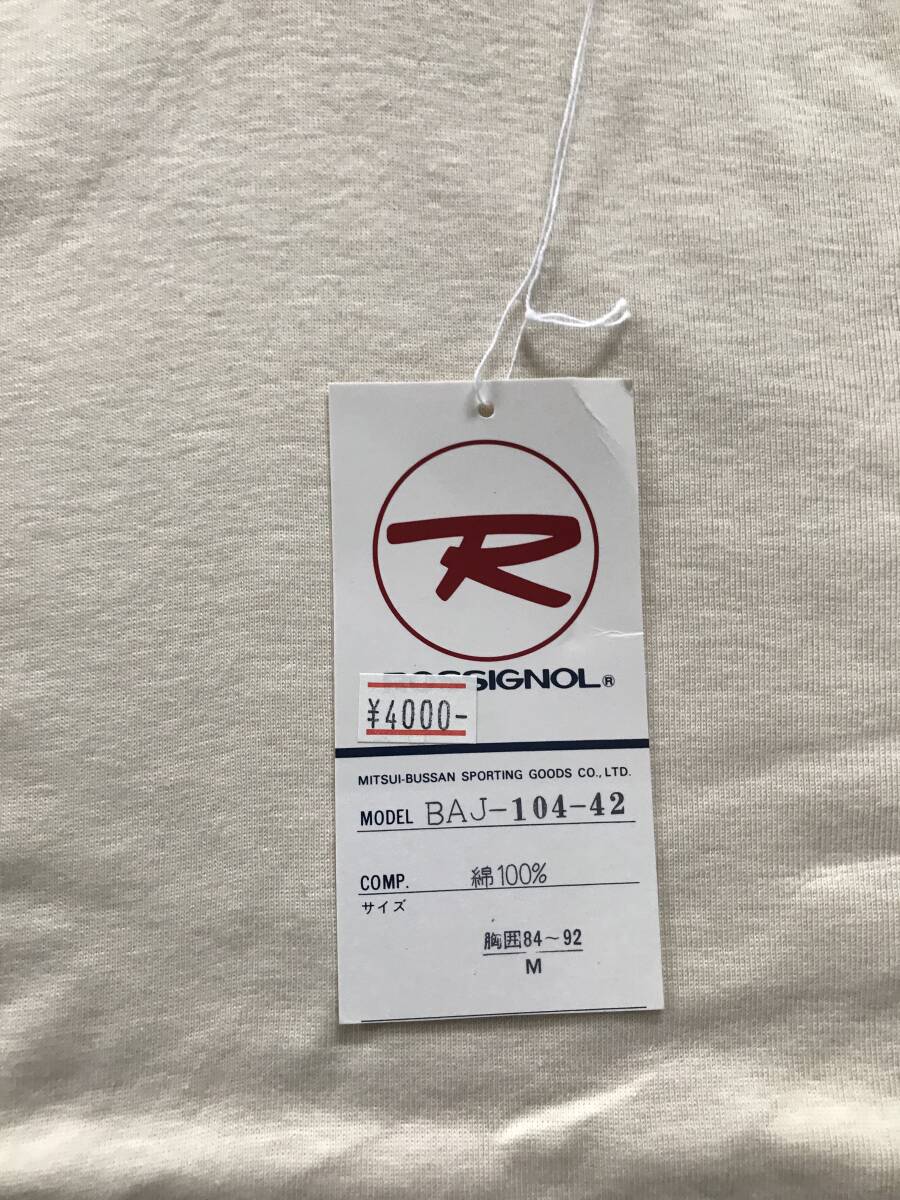 R
ROSSIGNOL®
¥4000-
MITSUI-BUSSAN SPORTING GOODS CO., LTD.
MODEL BAJ-104-42
COMP. 綿100%
サイズ
胸囲84〜92
M